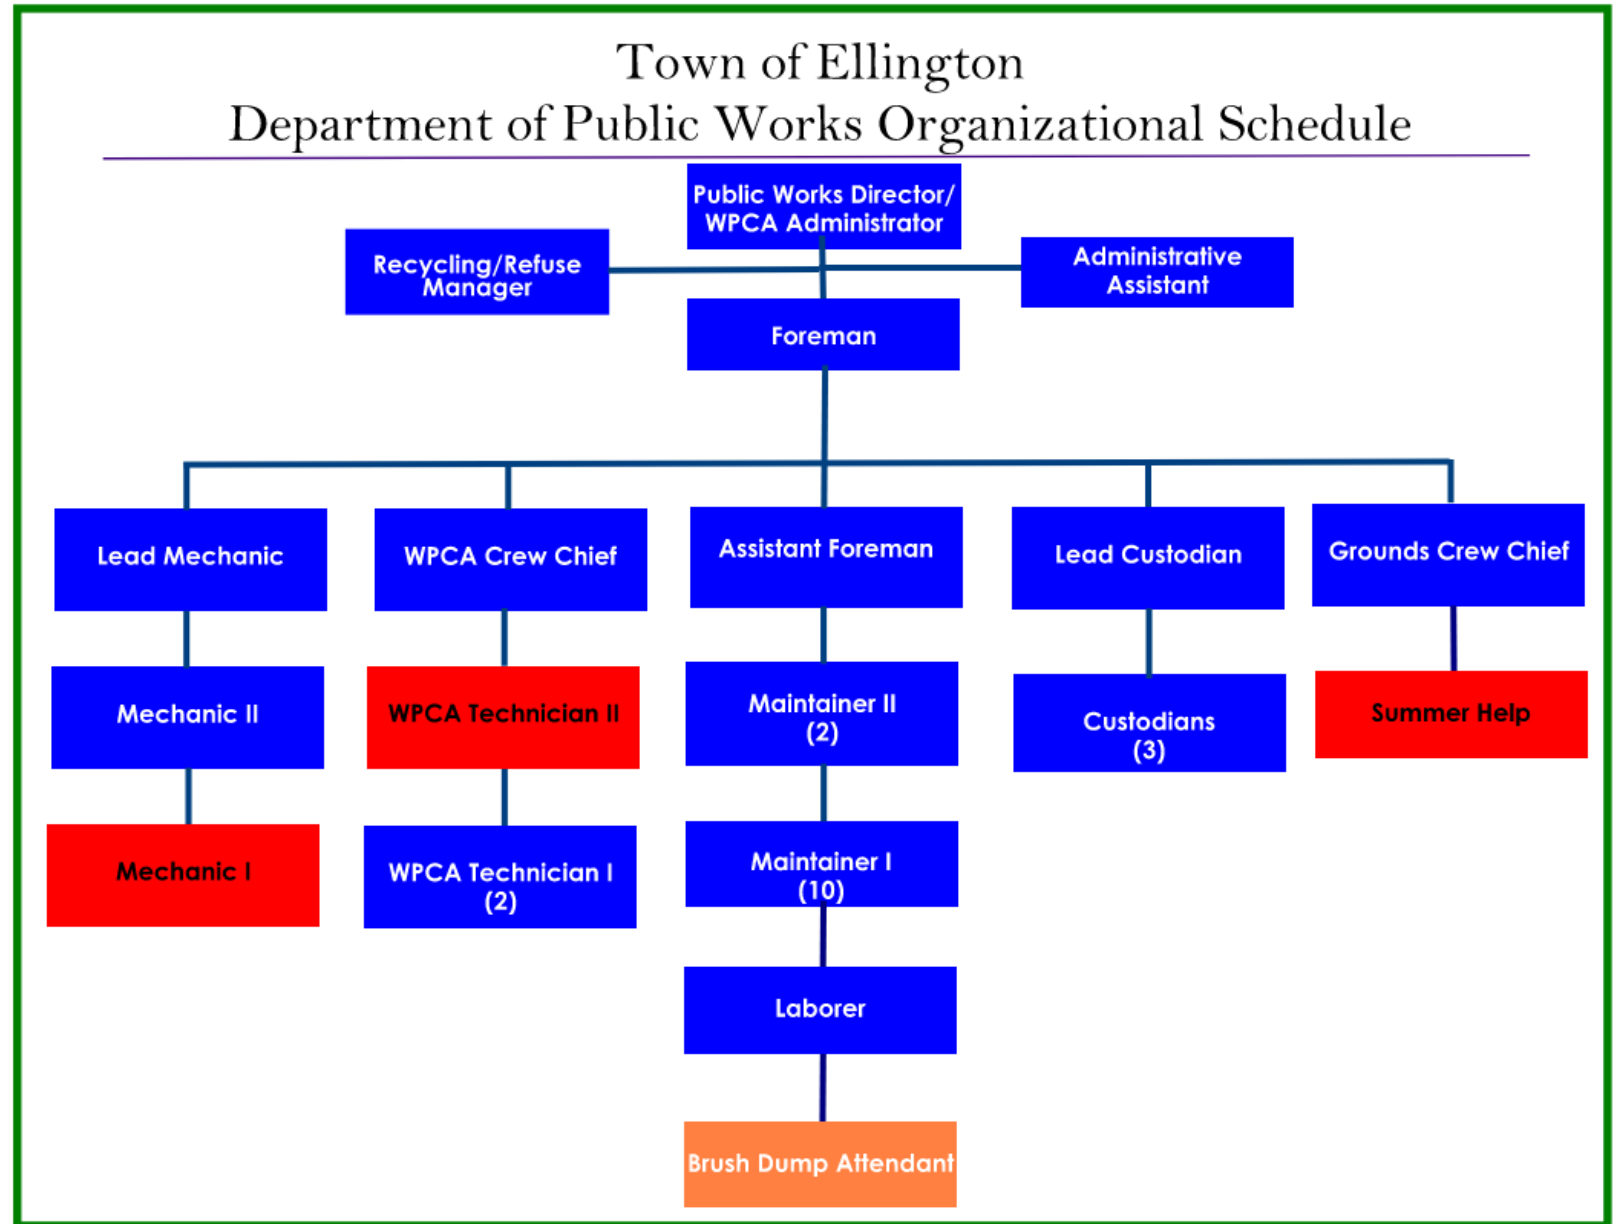 Town of Ellington
Department of Public Works Organizational Schedule
Public Works Director/
WPCA Administrator
Recycling/Refuse
Manager
Administrative
Assistant
Foreman
Lead Mechanic
WPCA Crew Chief
Assistant Foreman
Lead Custodian
Grounds Crew Chief
Mechanic II
WPCA Technician II
Maintainer II
(2)
Custodians
(3)
Summer Help
Mechanic I
WPCA Technician I
(2)
Maintainer I
(10)
Laborer
Brush Dump Attendant